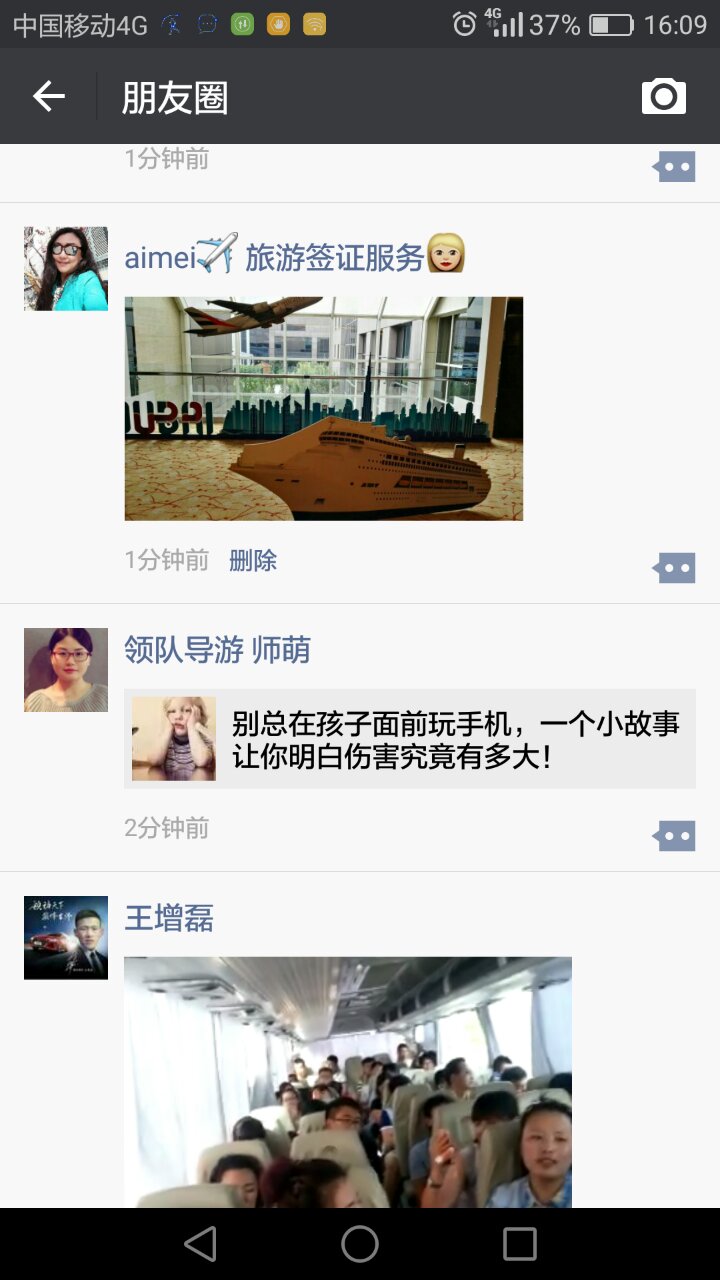 中国移动4G
4G
37%
16:09
朋友圈
1分钟前
aimei✈️ 旅游签证服务👩
1分钟前 删除
领队导游 师萌
别总在孩子面前玩手机，一个小故事
让你明白伤害究竟有多大！
2分钟前
王增磊